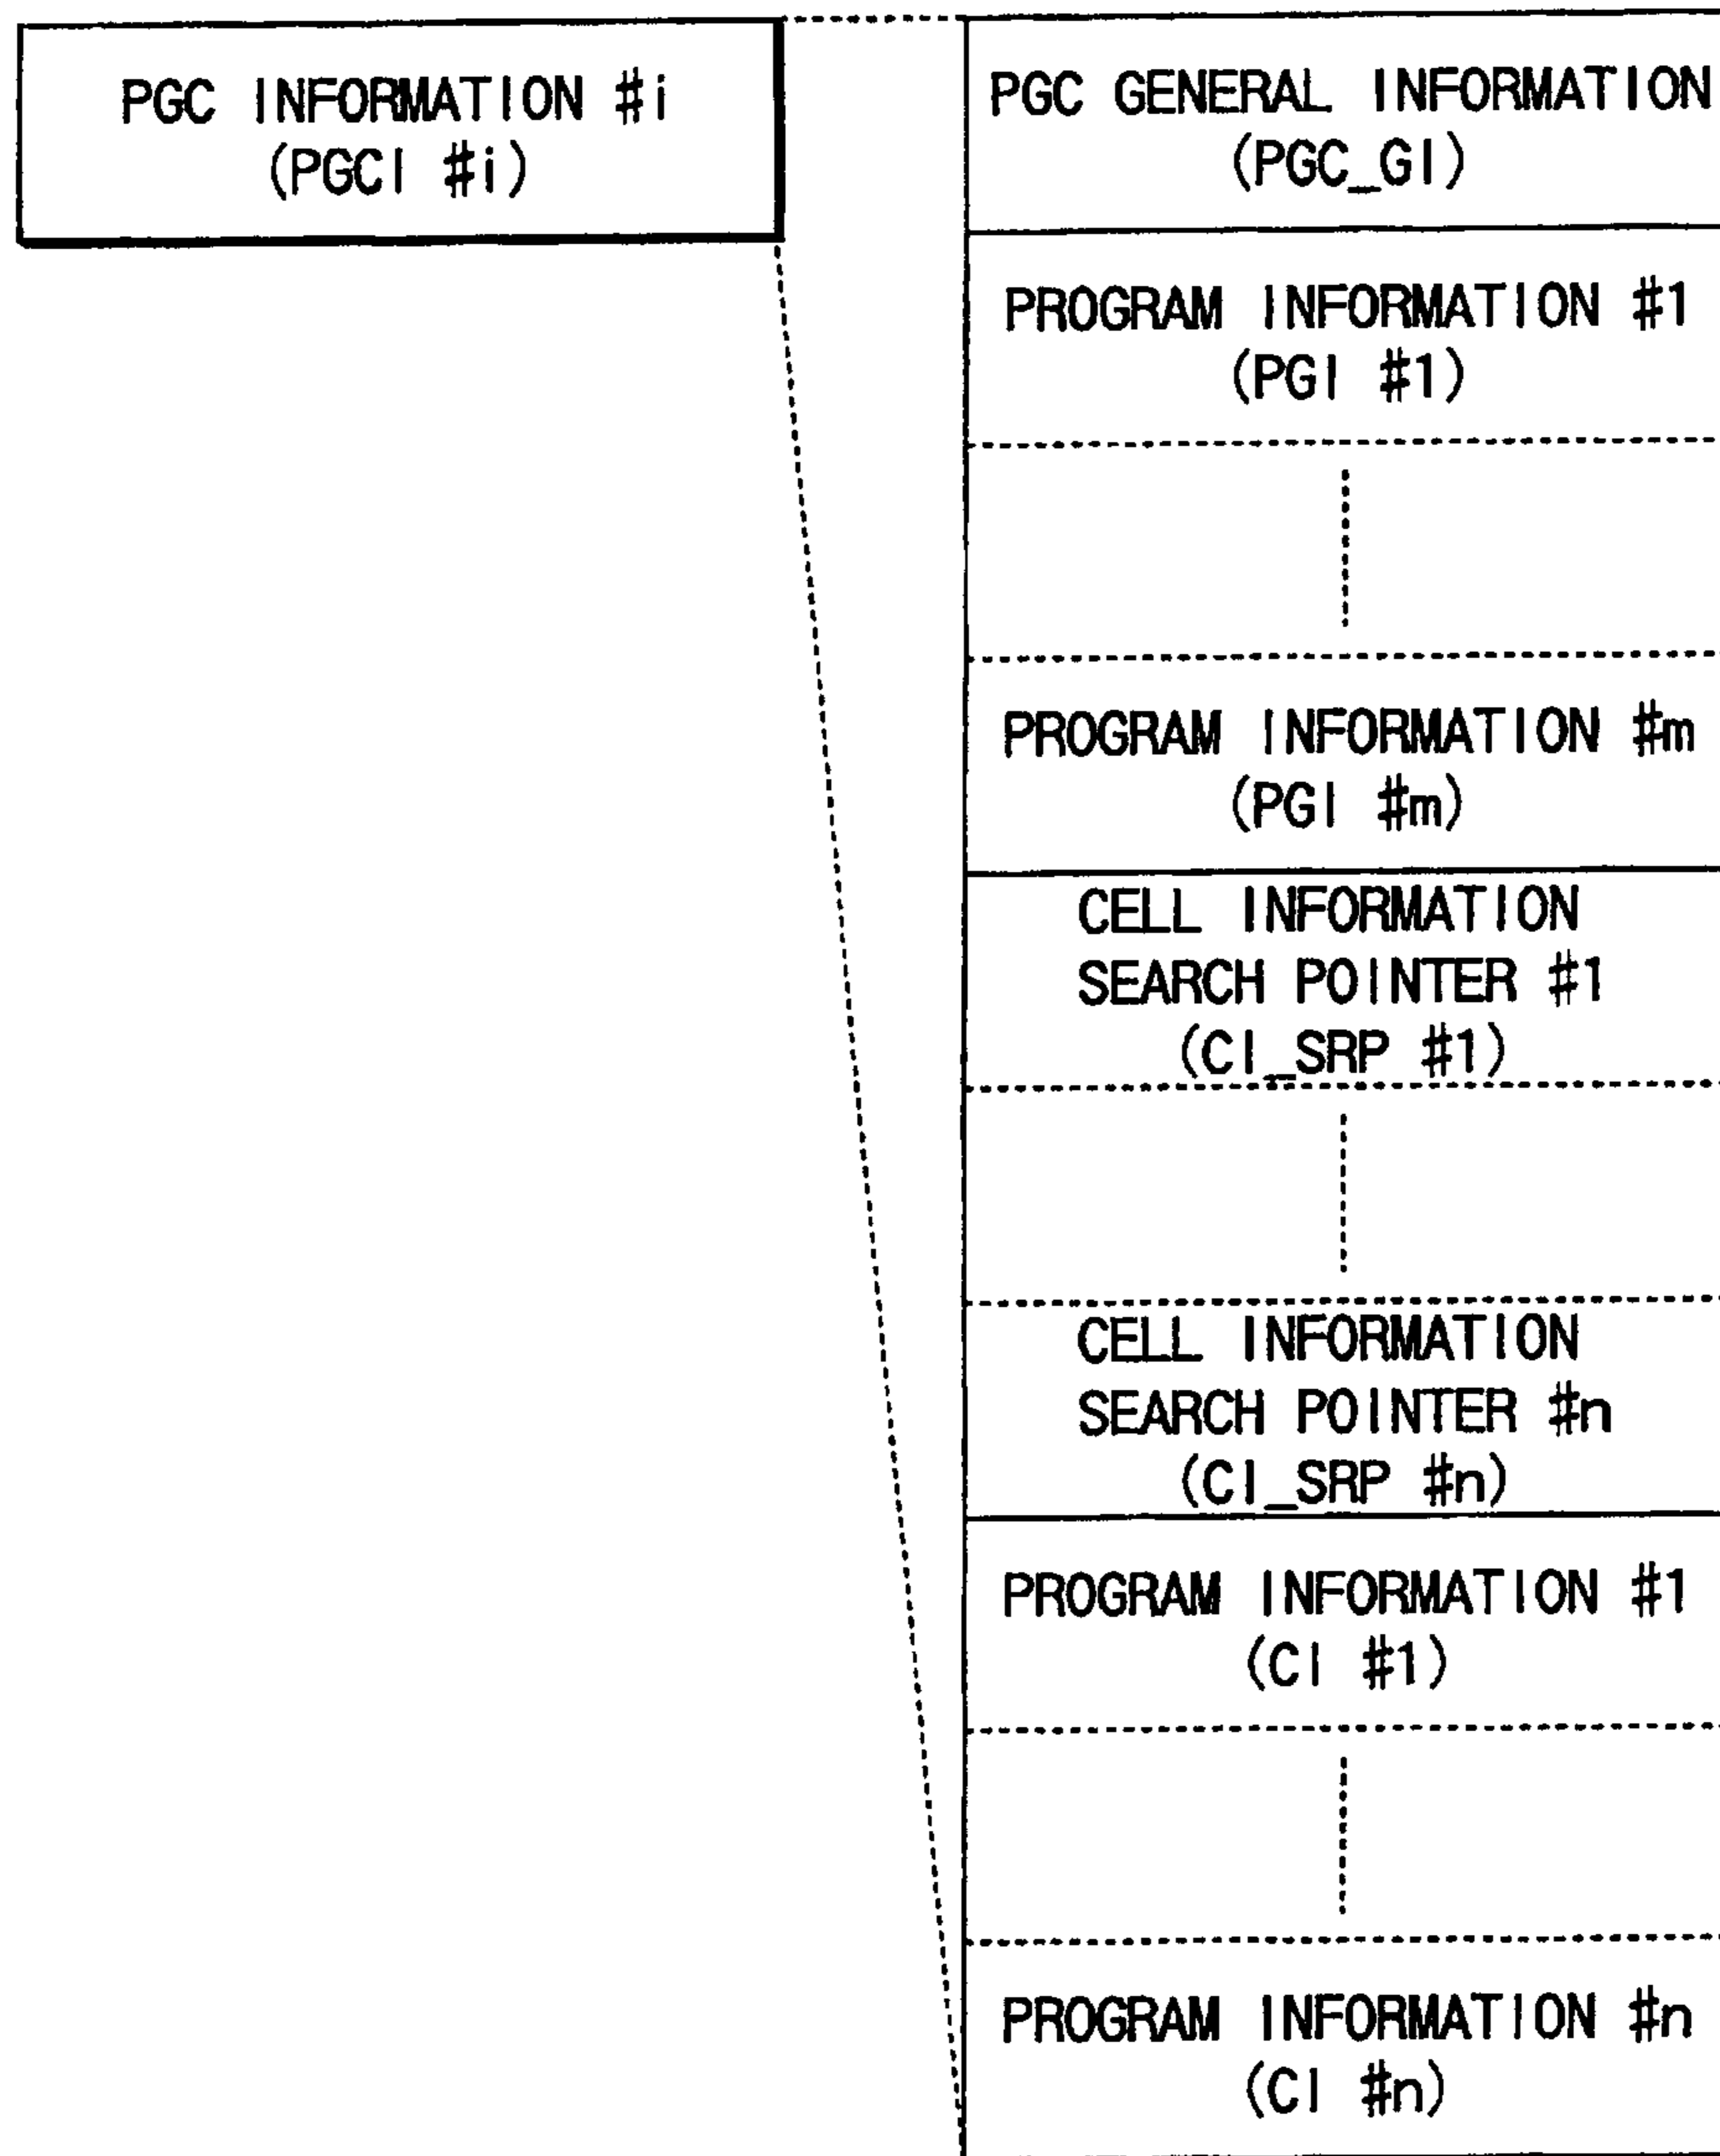 PGC INFORMATION #i
(PGCI #i)
PGC GENERAL INFORMATION
(PGC_GI)
PROGRAM INFORMATION #1
(PGI #1)
PROGRAM INFORMATION #m
(PGI #m)
CELL INFORMATION
SEARCH POINTER #1
(CI_SRP #1)
CELL INFORMATION
SEARCH POINTER #n
(CI_SRP #n)
PROGRAM INFORMATION #1
(CI #1)
PROGRAM INFORMATION #n
(CI #n)